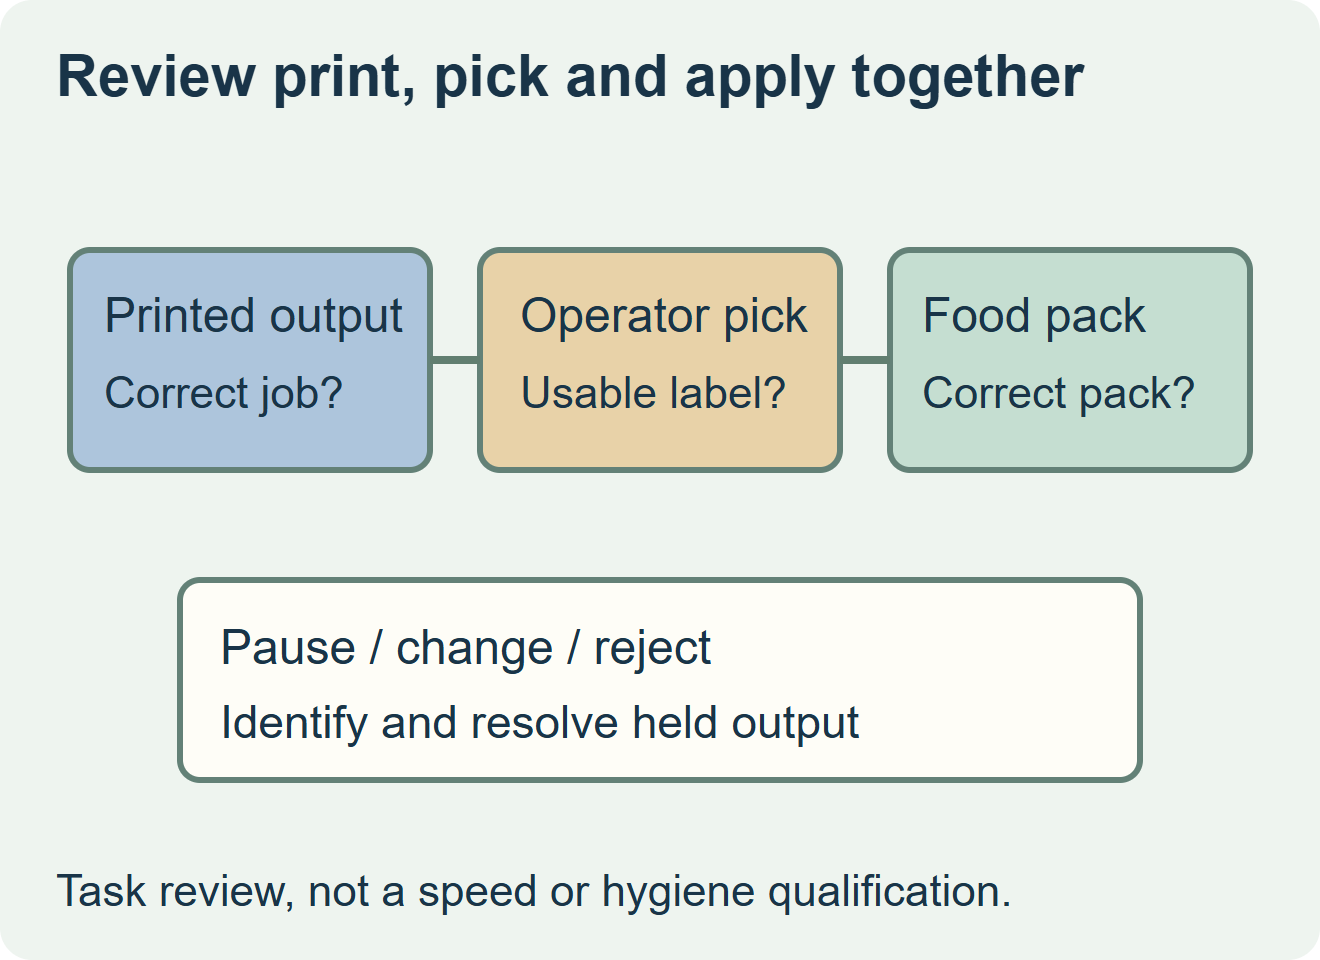 Review print, pick and apply together
Printed output
Correct job?
Operator pick
Usable label?
Food pack
Correct pack?
Pause / change / reject
Identify and resolve held output
Task review, not a speed or hygiene qualification.